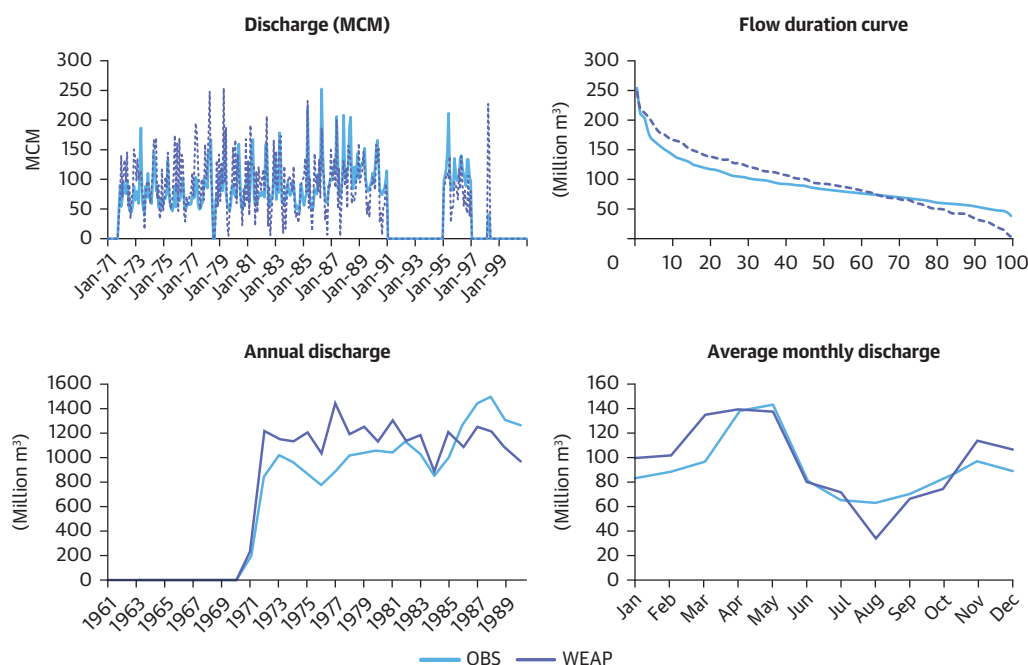 Discharge (MCM)
MCM
300
250
200
150
100
50
0
Jan-71
Jan-73
Jan-75
Jan-77
Jan-79
Jan-81
Jan-83
Jan-85
Jan-87
Jan-89
Jan-91
Jan-93
Jan-95
Jan-97
Jan-99
Flow duration curve
(Million m³)
300
250
200
150
100
50
0 10 20 30 40 50 60 70 80 90 100
Annual discharge
(Million m³)
1600
1400
1200
1000
800
600
400
200
0
1961
1963
1965
1967
1969
1971
1973
1975
1977
1979
1981
1983
1985
1987
1989
Average monthly discharge
(Million m³)
160
140
120
100
80
60
40
20
0
Jan
Feb
Mar
Apr
May
Jun
Jul
Aug
Sep
Oct
Nov
Dec
OBS WEAP